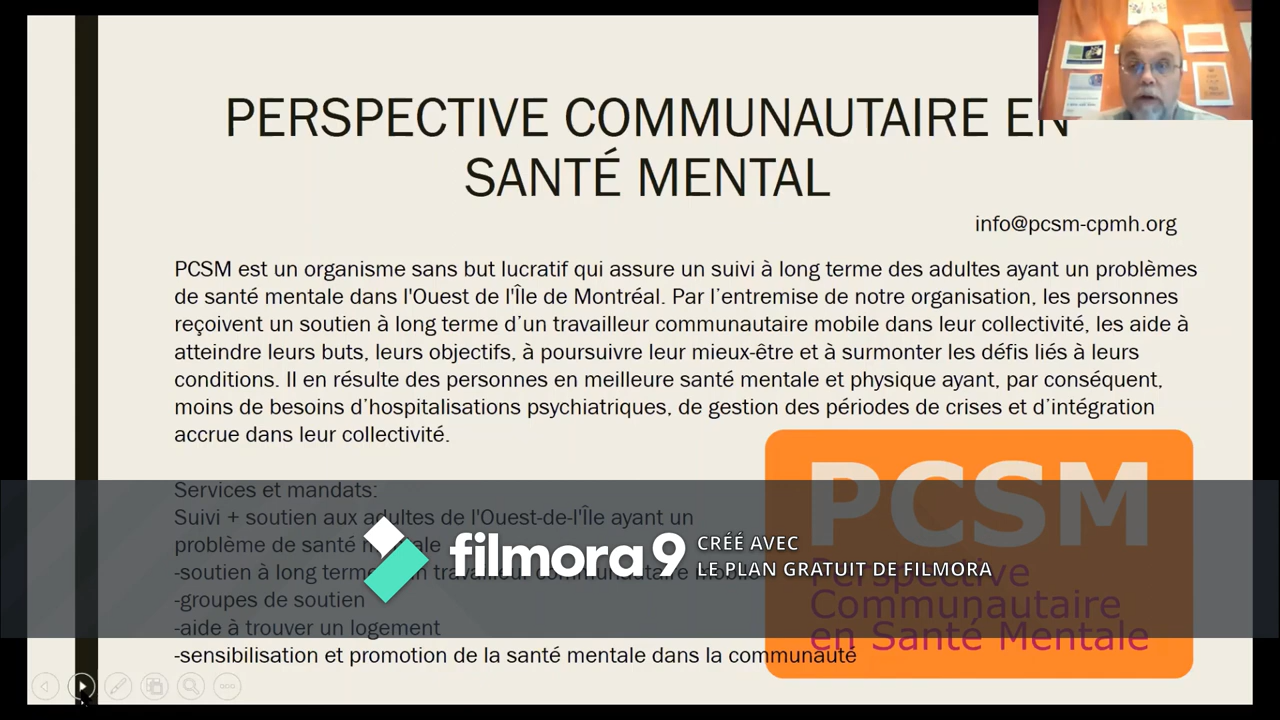 PERSPECTIVE COMMUNAUTAIRE EN
SANTÉ MENTAL
info@pcsm-cpmh.org
PCSM est un organisme sans but lucratif qui assure un suivi à long terme des adultes ayant un problèmes
de santé mentale dans l'Ouest de l'Île de Montréal. Par l’entremise de notre organisation, les personnes
reçoivent un soutien à long terme d’un travailleur communautaire mobile dans leur collectivité, les aide à
atteindre leurs buts, leurs objectifs, à poursuivre leur mieux-être et à surmonter les défis liés à leurs
conditions. Il en résulte des personnes en meilleure santé mentale et physique ayant, par conséquent,
moins de besoins d’hospitalisations psychiatriques, de gestion des périodes de crises et d’intégration
accrue dans leur collectivité.
Services et mandats:
Suivi + soutien aux adultes de l'Ouest-de-l'Île ayant un
problème de santé mentale
-soutien à long terme d'un travailleur communautaire mobile
-groupes de soutien
-aide à trouver un logement
-sensibilisation et promotion de la santé mentale dans la communauté
PCSM
Perspective
Communautaire
en Santé Mentale
filmora9
CRÉÉ AVEC
LE PLAN GRATUIT DE FILMORA